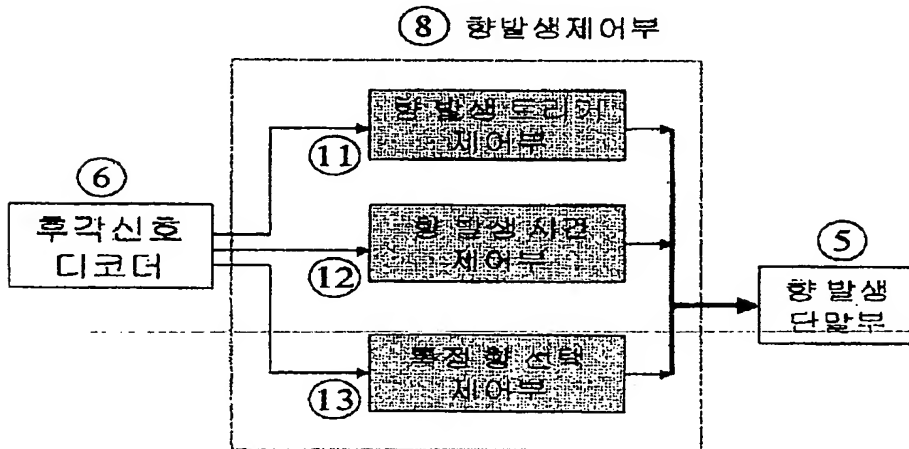 ⑧ 향발생제어부
향 발생 트리거
제어부
⑪
⑥
후각신호
디코더
향 발생 시간
제어부
⑫
⑤
향 발생
단말부
특정 향 선택
제어부
⑬